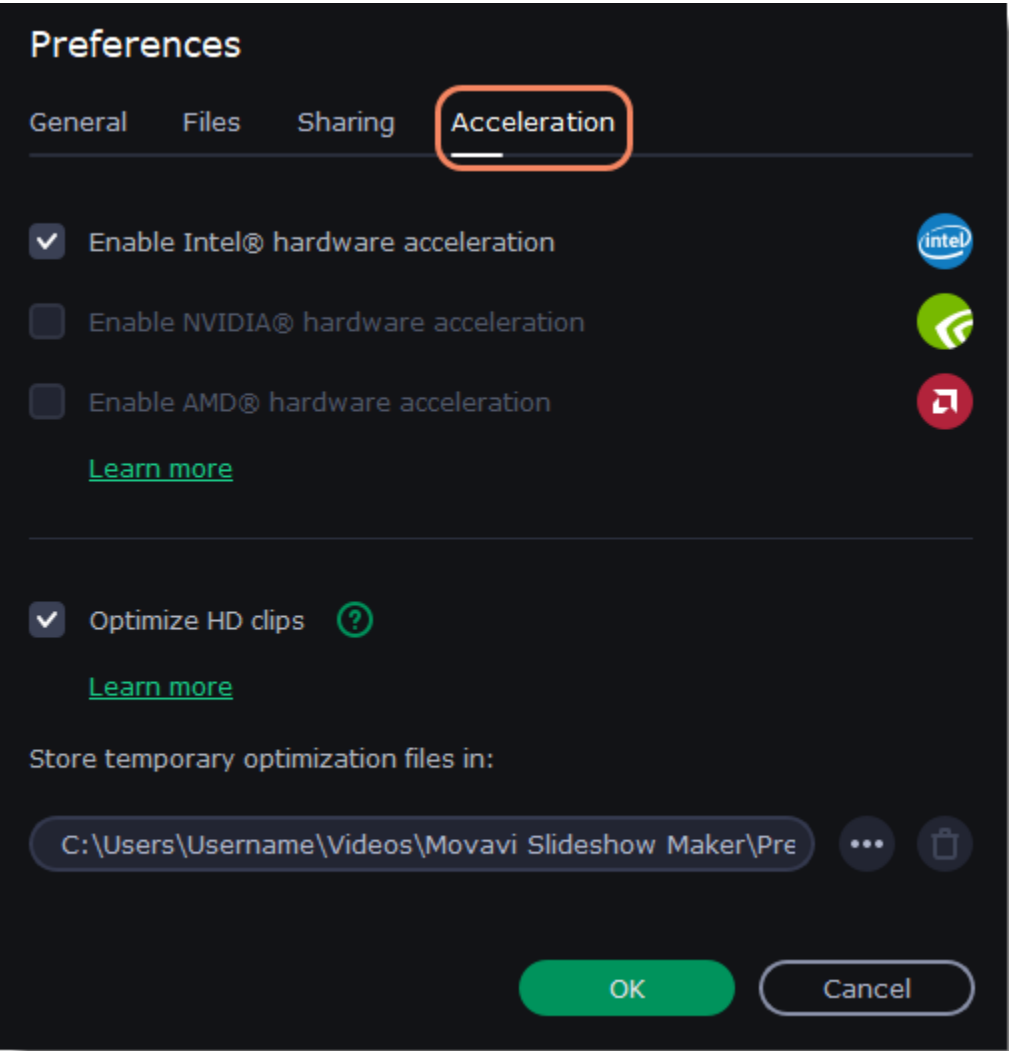 Preferences
General Files Sharing Acceleration
Enable Intel® hardware acceleration
intel
Enable NVIDIA® hardware acceleration
Enable AMD® hardware acceleration
Learn more
Optimize HD clips ?
Learn more
Store temporary optimization files in:
C:\Users\Username\Videos\Movavi Slideshow Maker\Pre
OK Cancel